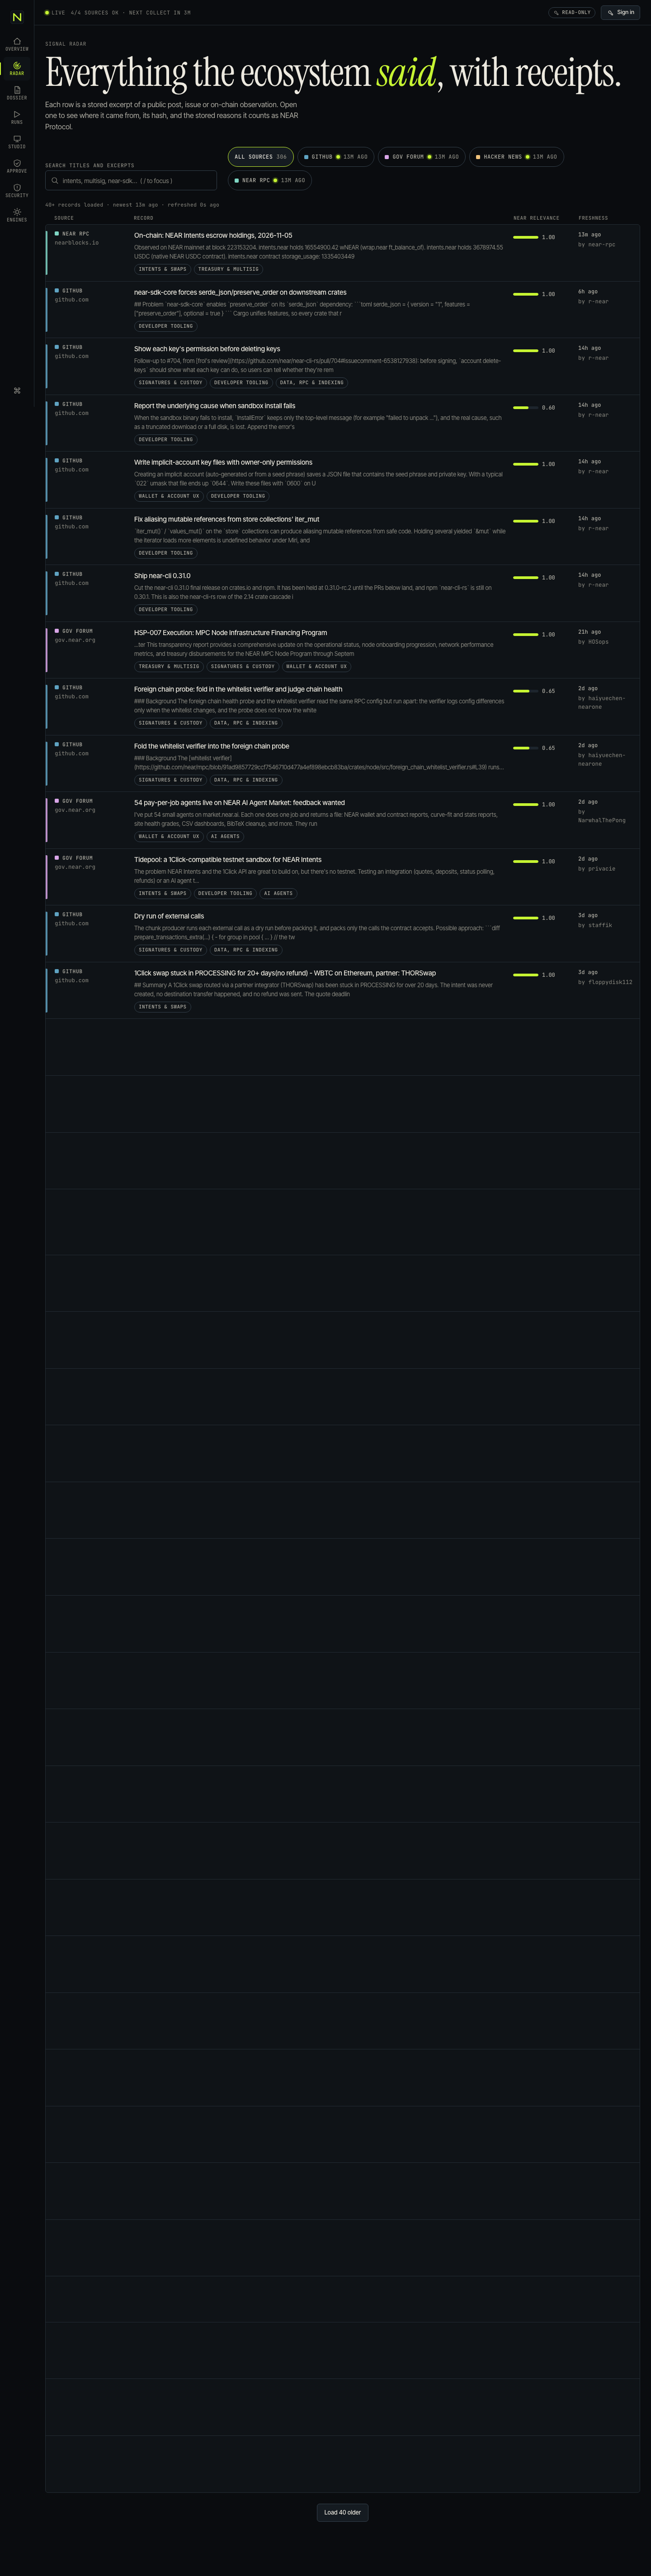 N
OVERVIEW
RADAR
DOSSIER
RUNS
STUDIO
APPROVE
SECURITY
ENGINES
LIVE 4/4 SOURCES OK · NEXT COLLECT IN 3M
READ-ONLY
Sign in
SIGNAL RADAR
Everything the ecosystem said, with receipts.
Each row is a stored excerpt of a public post, issue or on-chain observation. Open
one to see where it came from, its hash, and the stored reasons it counts as NEAR
Protocol.
SEARCH TITLES AND EXCERPTS
intents, multisig, near-sdk… ( / to focus )
ALL SOURCES 306
GITHUB 13M AGO
GOV FORUM 13M AGO
HACKER NEWS 13M AGO
NEAR RPC 13M AGO
40+ records loaded · newest 13m ago · refreshed 0s ago
SOURCE RECORD NEAR RELEVANCE FRESHNESS
NEAR RPC
nearblocks.io
On-chain: NEAR Intents escrow holdings, 2026-11-05
Observed on NEAR mainnet at block 223153204. intents.near holds 16554900.42 wNEAR (wrap.near ft_balance_of). intents.near holds 3878974.55
USDC (native NEAR USDC contract). intents.near contract storage_usage: 1335403449
INTENTS & SWAPS TREASURY & MULTISIG
1.00
13m ago
by near-rpc
GITHUB
github.com
near-sdk-core forces serde_json/preserve_order on downstream crates
## Problem `near-sdk-core` enables `preserve_order` on its `serde_json` dependency: ```toml serde_json = { version = "1", features =
["preserve_order"], optional = true } ``` Cargo unifies features, so every crate that r
DEVELOPER TOOLING
1.00
6h ago
by r-near
GITHUB
github.com
Show each key's permission before deleting keys
Follow-up to #704, from [frol's review](https://github.com/near/near-cli-rs/pull/704#issuecomment-6538127936): before signing, `account delete-
keys` should show what each key can do, so users can tell whether they're rem
SIGNATURES & CUSTODY DEVELOPER TOOLING DATA, RPC & INDEXING
1.00
14h ago
by r-near
GITHUB
github.com
Report the underlying cause when sandbox install fails
When the sandbox binary fails to install, `InstallError` keeps only the top-level message (for example "failed to unpack ..."), and the real cause, such
as a truncated download or a full disk, is lost. Append the error's
DEVELOPER TOOLING
0.60
14h ago
by r-near
GITHUB
github.com
Write implicit-account key files with owner-only permissions
Creating an implicit account (auto-generated or from a seed phrase) saves a JSON file that contains the seed phrase and private key. With a typical
`022` umask that file ends up `0644`. Write these files with `0600` on U
WALLET & ACCOUNT UX DEVELOPER TOOLING
1.00
14h ago
by r-near
GITHUB
github.com
Fix aliasing mutable references from store collections' iter_mut
`iter_mut()` / `values_mut()` on the `store` collections can produce aliasing mutable references from safe code. Holding several yielded `&mut` while
the iterator loads more elements is undefined behavior under Miri, and
DEVELOPER TOOLING
1.00
14h ago
by r-near
GITHUB
github.com
Ship near-cli 0.31.0
Cut the near-cli 0.31.0 final release on crates.io and npm. It has been held at 0.31.0-rc.2 until the PRs below land, and npm `near-cli-rs` is still on
0.30.1. This is also the near-cli-rs row of the 2.14 crate cascade i
DEVELOPER TOOLING
1.00
14h ago
by r-near
GOV FORUM
gov.near.org
HSP-007 Execution: MPC Node Infrastructure Financing Program
...ter This transparency report provides a comprehensive update on the operational status, node onboarding progression, network performance
metrics, and treasury disbursements for the NEAR MPC Node Program through Septem
TREASURY & MULTISIG SIGNATURES & CUSTODY WALLET & ACCOUNT UX
1.00
21h ago
by HOSops
GITHUB
github.com
Foreign chain probe: fold in the whitelist verifier and judge chain health
### Background The foreign chain health probe and the whitelist verifier read the same RPC config but run apart: the verifier logs config differences
only when the whitelist changes, and the probe does not know the white
SIGNATURES & CUSTODY DATA, RPC & INDEXING
0.65
2d ago
by haiyuechen-
nearone
GITHUB
github.com
Fold the whitelist verifier into the foreign chain probe
### Background The [whitelist verifier]
SIGNATURES & CUSTODY DATA, RPC & INDEXING
0.65
2d ago
by haiyuechen-
nearone
GOV FORUM
gov.near.org
54 pay-per-job agents live on NEAR AI Agent Market: feedback wanted
I've put 54 small agents on market.near.ai. Each one does one job and returns a file: NEAR wallet and contract reports, curve-fit and stats reports,
site health grades, CSV dashboards, BibTeX cleanup, and more. They run
WALLET & ACCOUNT UX AI AGENTS
1.00
2d ago
by
NarwhalThePong
GOV FORUM
gov.near.org
Tidepool: a 1Click-compatible testnet sandbox for NEAR Intents
The problem NEAR Intents and the 1Click API are great to build on, but there's no testnet. Testing an integration (quotes, deposits, status polling,
refunds) or an AI agent t...
INTENTS & SWAPS DEVELOPER TOOLING AI AGENTS
1.00
2d ago
by privacie
GITHUB
github.com
Dry run of external calls
The chunk producer runs each external call as a dry run before packing it, and packs only the calls the contract accepts. Possible approach: ```diff
prepare_transactions_extra(...) { - for group in pool { ... } // the tw
SIGNATURES & CUSTODY DATA, RPC & INDEXING
1.00
3d ago
by staffik
GITHUB
github.com
1Click swap stuck in PROCESSING for 20+ days(no refund) - WBTC on Ethereum, partner: THORSwap
## Summary A 1Click swap routed via a partner integrator (THORSwap) has been stuck in PROCESSING for over 20 days. The intent was never
created, no destination transfer happened, and no refund was sent. The quote deadlin
INTENTS & SWAPS
1.00
3d ago
by floppydisk112
Load 40 older